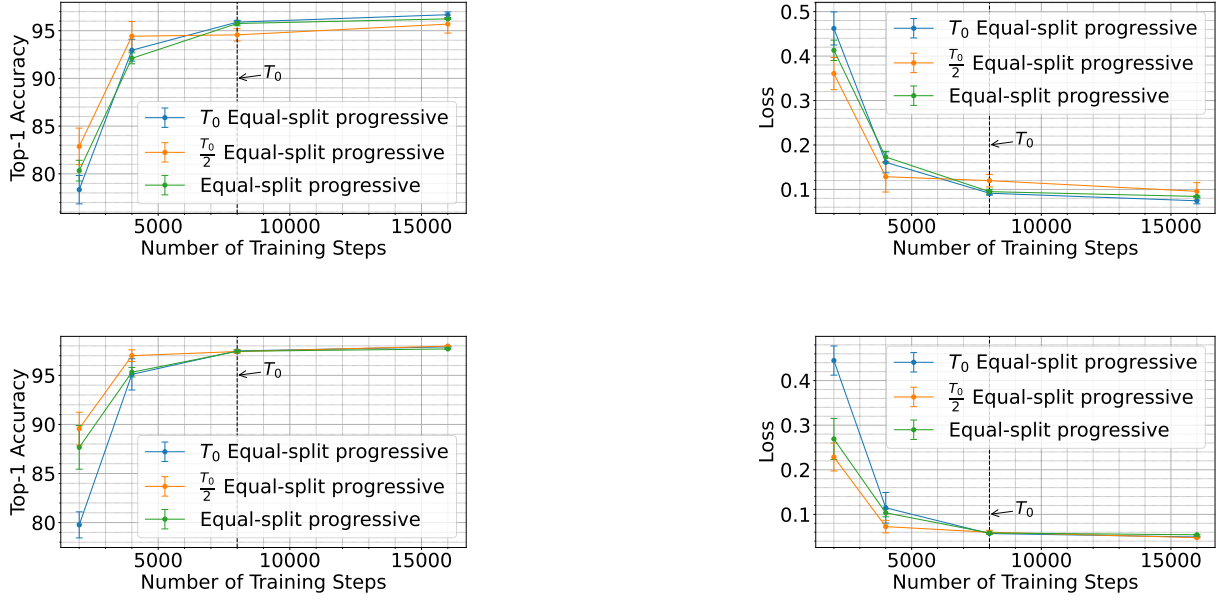 Top-1 Accuracy
95
90
85
80
T₀
T₀ Equal-split progressive
T₀/2 Equal-split progressive
Equal-split progressive
5000 10000 15000
Number of Training Steps
Loss
0.5
0.4
0.3
0.2
0.1
T₀ Equal-split progressive
T₀/2 Equal-split progressive
Equal-split progressive
T₀
5000 10000 15000
Number of Training Steps
Top-1 Accuracy
95
90
85
80
T₀
T₀ Equal-split progressive
T₀/2 Equal-split progressive
Equal-split progressive
5000 10000 15000
Number of Training Steps
Loss
0.4
0.3
0.2
0.1
T₀ Equal-split progressive
T₀/2 Equal-split progressive
Equal-split progressive
T₀
5000 10000 15000
Number of Training Steps